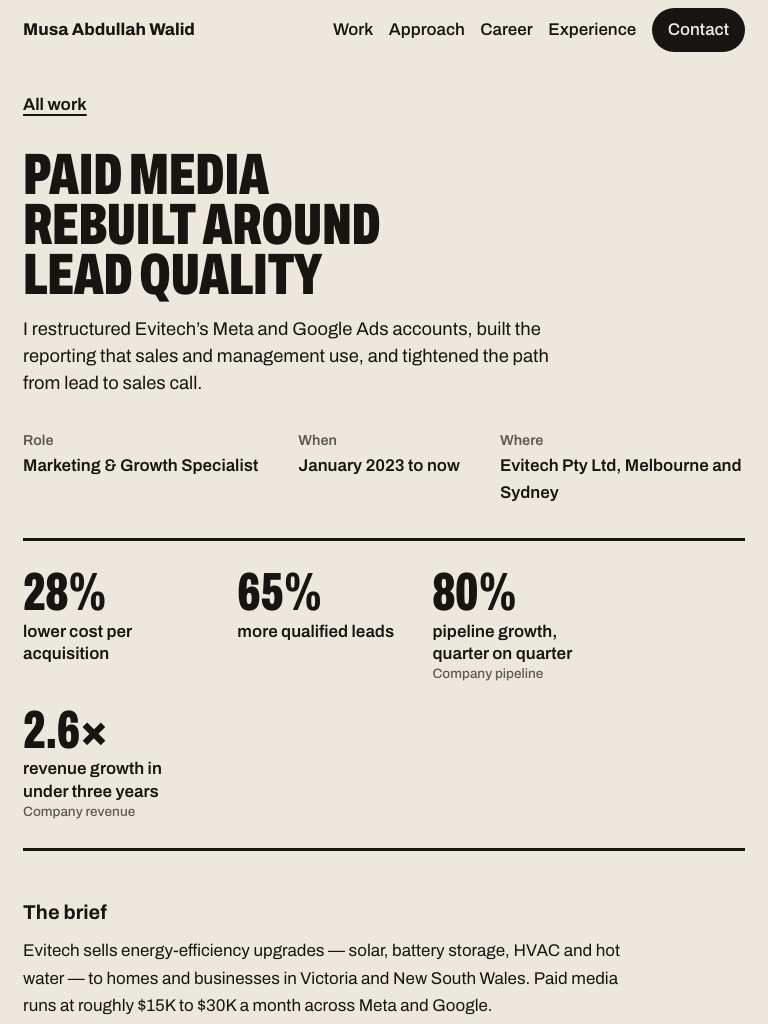 Musa Abdullah Walid
Work Approach Career Experience Contact
All work
PAID MEDIA
REBUILT AROUND
LEAD QUALITY
I restructured Evitech’s Meta and Google Ads accounts, built the
reporting that sales and management use, and tightened the path
from lead to sales call.
Role
Marketing & Growth Specialist
When
January 2023 to now
Where
Evitech Pty Ltd, Melbourne and
Sydney
28%
lower cost per
acquisition
65%
more qualified leads
80%
pipeline growth,
quarter on quarter
Company pipeline
2.6×
revenue growth in
under three years
Company revenue
The brief
Evitech sells energy-efficiency upgrades — solar, battery storage, HVAC and hot
water — to homes and businesses in Victoria and New South Wales. Paid media
runs at roughly $15K to $30K a month across Meta and Google.